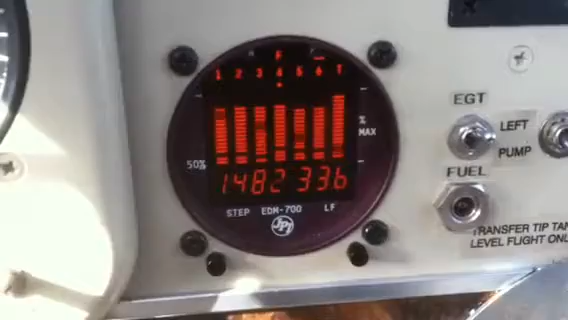 F
1 2 3 4 5 6 T
%
MAX
50%
1482 336
STEP EDM-700 LF
JPI
EGT
LEFT
PUMP
FUEL
TRANSFER TIP TAN
LEVEL FLIGHT ONL